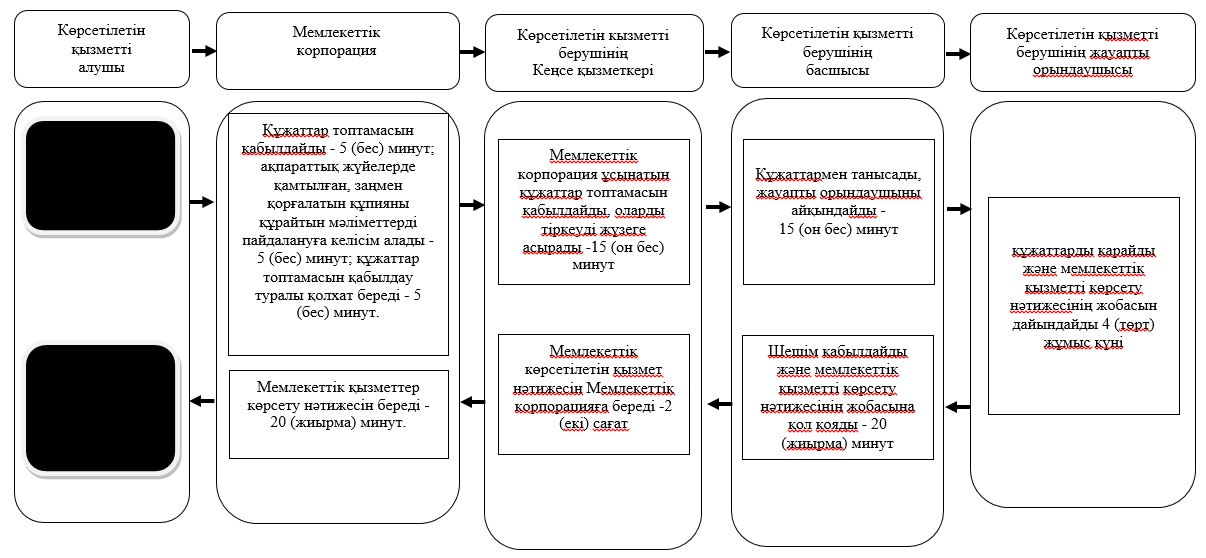 Көрсетілетін
қызметті
алушы
Мемлекеттік
корпорация
Көрсетілетін қызметті
берушінің
Кеңсе қызметкері
Көрсетілетін қызметті
берушінің
басшысы
Көрсетілетін қызметті
берушінің жауапты
орындаушысы
Құжаттар топтамасын
қабылдайды - 5 (бес) минут;
ақпараттық жүйелерде
қамтылған, заңмен
қорғалатын құпияны
құрайтын мәліметтерді
пайдалануға келісім алады -
5 (бес) минут; құжаттар
топтамасын қабылдау
туралы қолхат береді - 5
(бес) минут.
Мемлекеттік қызметтер
көрсету нәтижесін береді -
20 (жиырма) минут.
Мемлекеттік
корпорация ұсынатын
құжаттар топтамасын
қабылдайды, оларды
тіркеуді жүзеге
асырады -15 (он бес)
минут
Мемлекеттік
көрсетілетін қызмет
нәтижесін Мемлекеттік
корпорацияға береді -2
(екі) сағат
Құжаттармен танысады,
жауапты орындаушыны
айқындайды -
15 (он бес) минут
Шешім қабылдайды
және мемлекеттік
қызметті көрсету
нәтижесінің жобасына
қол қояды - 20
(жиырма) минут
құжаттарды қарайды
және мемлекеттік
қызметті көрсету
нәтижесінің жобасын
дайындайды 4 (төрт)
жұмыс күні